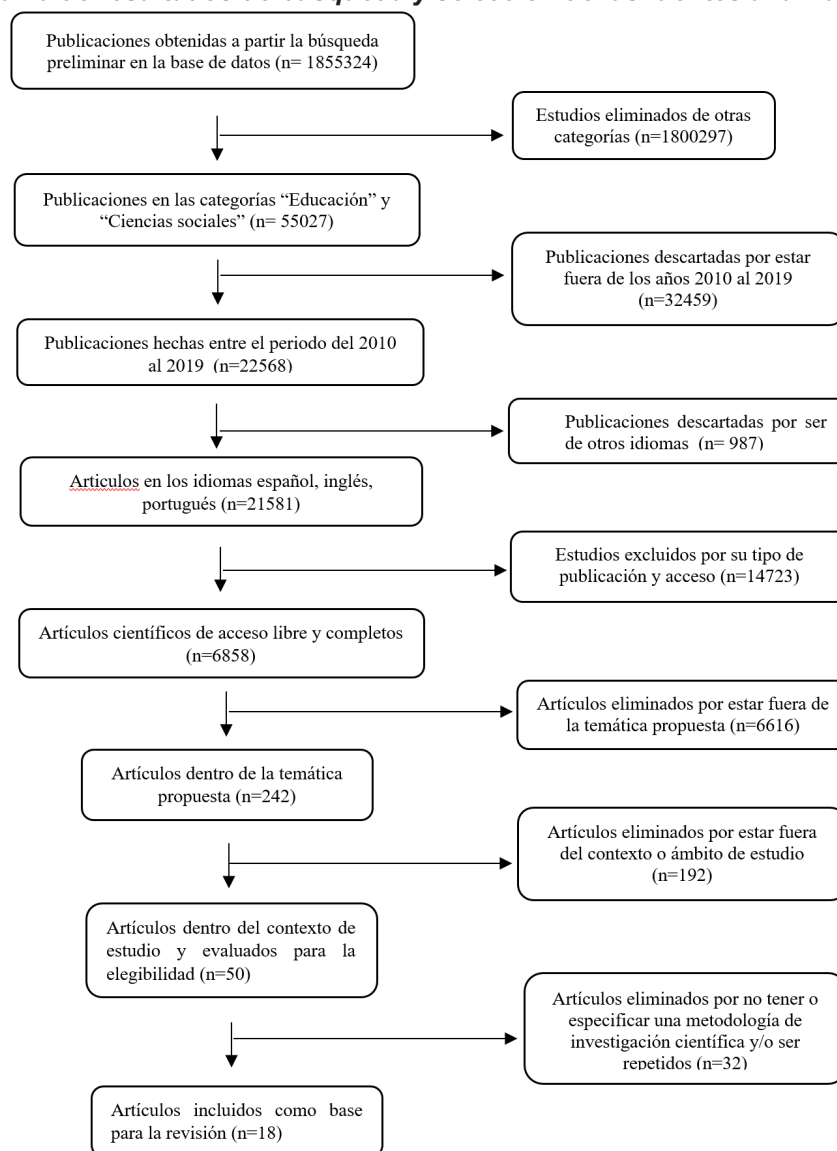 Publicaciones obtenidas a partir la búsqueda
preliminar en la base de datos (n= 1855324)
Estudios eliminados de otras
categorías (n=1800297)
Publicaciones en las categorías “Educación” y
“Ciencias sociales” (n= 55027)
Publicaciones descartadas por estar
fuera de los años 2010 al 2019
(n=32459)
Publicaciones hechas entre el periodo del 2010
al 2019 (n=22568)
Publicaciones descartadas por ser
de otros idiomas (n= 987)
Articulos en los idiomas español, inglés,
portugués (n=21581)
Estudios excluidos por su tipo de
publicación y acceso (n=14723)
Artículos científicos de acceso libre y completos
(n=6858)
Artículos eliminados por estar fuera de
la temática propuesta (n=6616)
Artículos dentro de la temática
propuesta (n=242)
Artículos eliminados por estar fuera
del contexto o ámbito de estudio
(n=192)
Artículos dentro del contexto de
estudio y evaluados para la
elegibilidad (n=50)
Artículos eliminados por no tener o
especificar una metodología de
investigación científica y/o ser
repetidos (n=32)
Artículos incluidos como base
para la revisión (n=18)